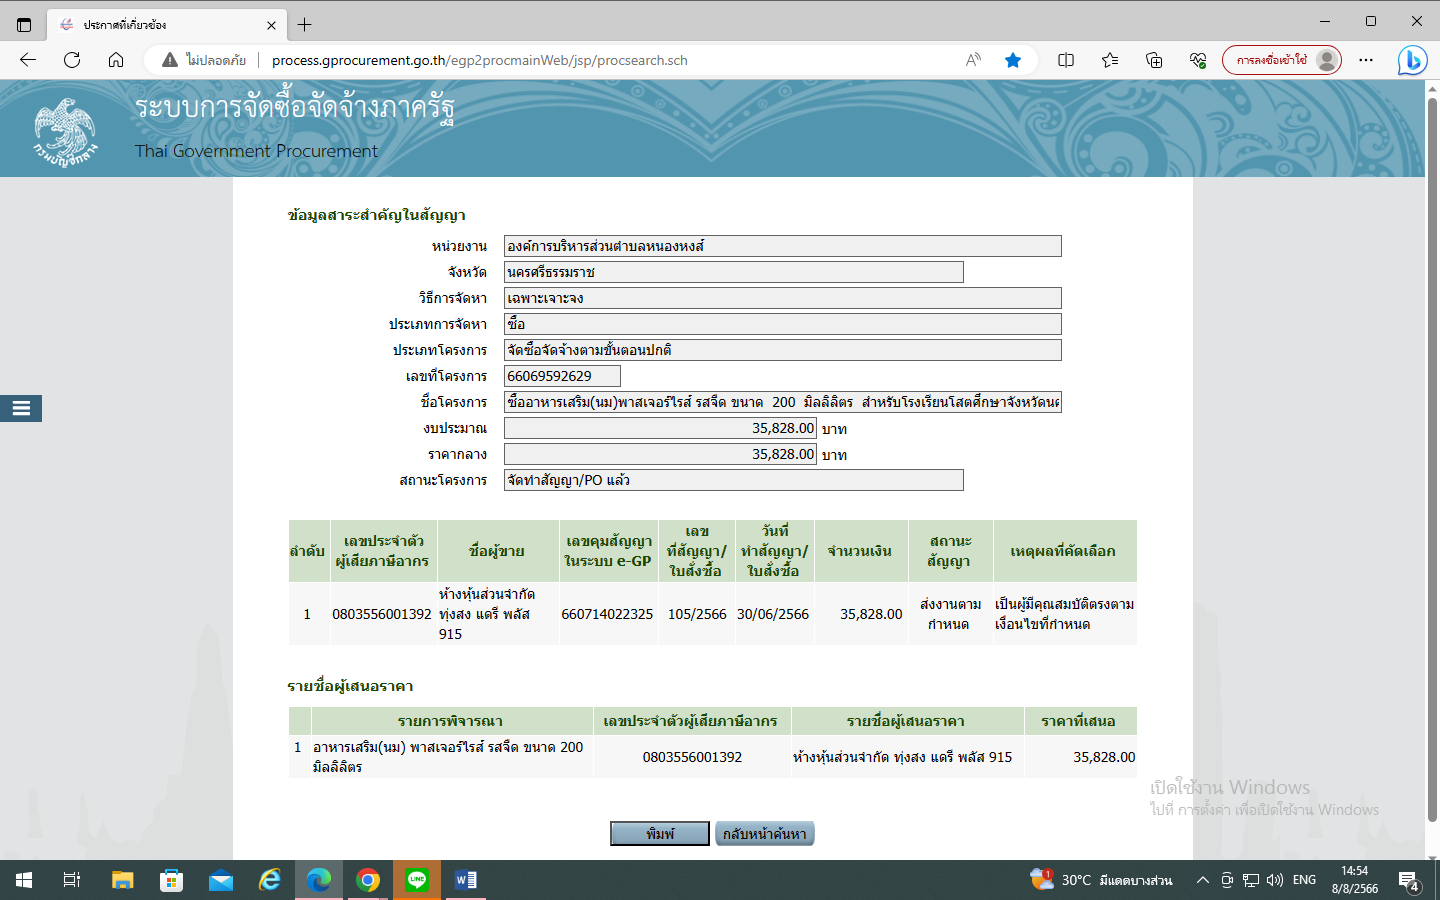 ประกาศที่เกี่ยวข้อง
ไม่ปลอดภัย
process.gprocurement.go.th/egp2procmainWeb/jsp/procsearch.sch
การลงชื่อเข้าใช้
ระบบการจัดซื้อจัดจ้างภาครัฐ
Thai Government Procurement
กรมบัญชีกลาง
ข้อมูลสาระสำคัญในสัญญา
หน่วยงาน องค์การบริหารส่วนตำบลหนองหงส์
จังหวัด นครศรีธรรมราช
วิธีการจัดหา เฉพาะเจาะจง
ประเภทการจัดหา ซื้อ
ประเภทโครงการ จัดซื้อจัดจ้างตามขั้นตอนปกติ
เลขที่โครงการ 66069592629
ชื่อโครงการ ซื้ออาหารเสริม(นม)พาสเจอร์ไรส์ รสจืด ขนาด 200 มิลลิลิตร สำหรับโรงเรียนโสตศึกษาจังหวัดนค
งบประมาณ 35,828.00 บาท
ราคากลาง 35,828.00 บาท
สถานะโครงการ จัดทำสัญญา/PO แล้ว
ลำดับ เลขประจำตัวผู้เสียภาษีอากร ชื่อผู้ขาย เลขคุมสัญญาในระบบ e-GP เลขที่สัญญา/ใบสั่งซื้อ วันที่ทำสัญญา/ใบสั่งซื้อ จำนวนเงิน สถานะสัญญา เหตุผลที่คัดเลือก
1 0803556001392 ห้างหุ้นส่วนจำกัด ทุ่งสง แดรี่ พลัส 915 660714022325 105/2566 30/06/2566 35,828.00 ส่งงานตามกำหนด เป็นผู้มีคุณสมบัติตรงตามเงื่อนไขที่กำหนด
รายชื่อผู้เสนอราคา
รายการพิจารณา เลขประจำตัวผู้เสียภาษีอากร รายชื่อผู้เสนอราคา ราคาที่เสนอ
1 อาหารเสริม(นม) พาสเจอร์ไรส์ รสจืด ขนาด 200 มิลลิลิตร 0803556001392 ห้างหุ้นส่วนจำกัด ทุ่งสง แดรี่ พลัส 915 35,828.00
เปิดใช้งาน Windows
ไปที่ การตั้งค่า เพื่อเปิดใช้งาน Windows
พิมพ์ กลับหน้าค้นหา
LINE
1
30°C มีแดดบางส่วน
ENG
14:54
8/8/2566
4